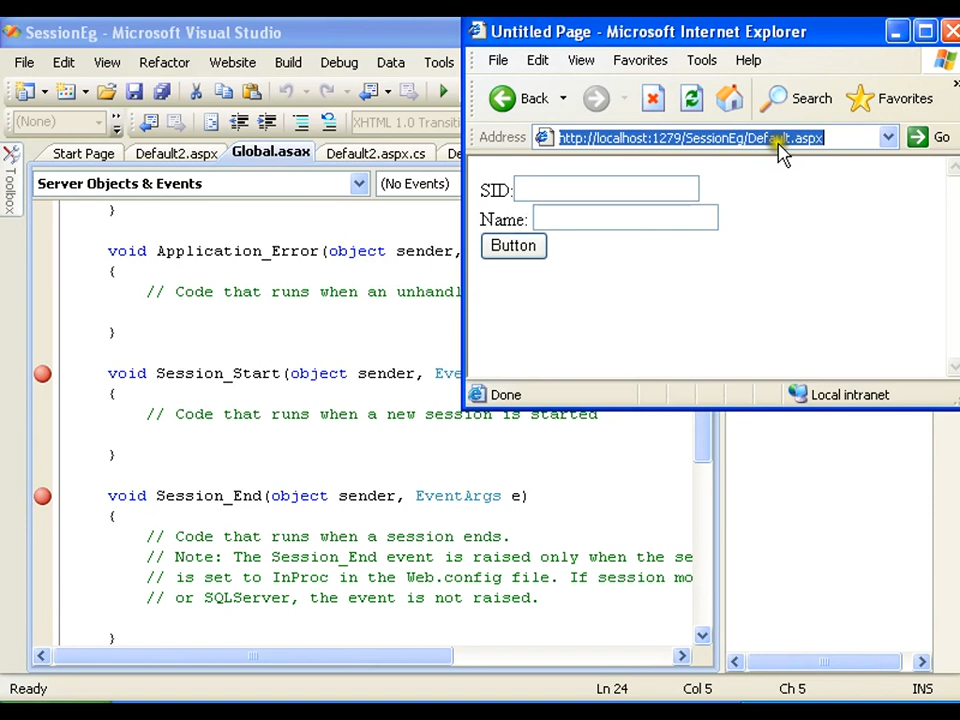 SessionEg - Microsoft Visual Studio
File Edit View Refactor Website Build Debug Data Tools
(None) XHTML 1.0 Transiti
Start Page Default2.aspx Global.asax Default2.aspx.cs De
Server Objects & Events (No Events)
Toolbox
}
void Application_Error(object sender,
{
// Code that runs when an unhandl
}
void Session_Start(object sender, Eve
{
// Code that runs when a new session is started
}
void Session_End(object sender, EventArgs e)
{
// Code that runs when a session ends.
// Note: The Session_End event is raised only when the se
// is set to InProc in the Web.config file. If session mo
// or SQLServer, the event is not raised.
}
Ready Ln 24 Col 5 Ch 5 INS
Untitled Page - Microsoft Internet Explorer
File Edit View Favorites Tools Help
Back Search Favorites
Address http://localhost:1279/SessionEg/Default.aspx Go
SID:
Name:
Button
Done Local intranet